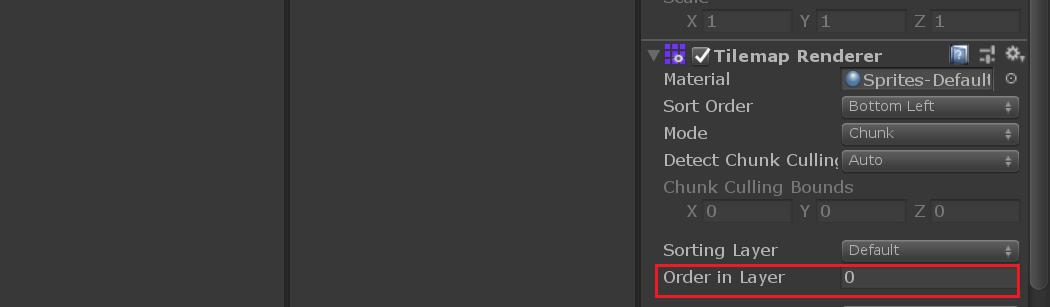 Scale
X 1 Y 1 Z 1
Tilemap Renderer
Material Sprites-Default
Sort Order Bottom Left
Mode Chunk
Detect Chunk Culling Auto
Chunk Culling Bounds
X 0 Y 0 Z 0
Sorting Layer Default
Order in Layer 0